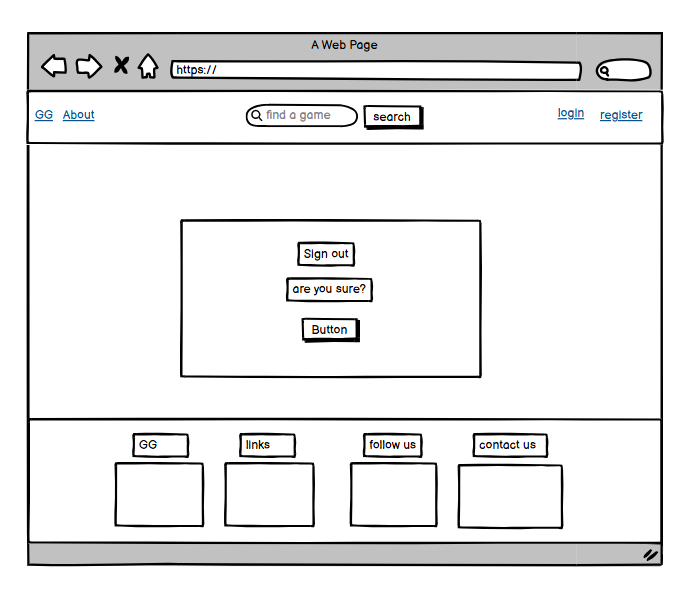 A Web Page
https://
GG About find a game search login register
Sign out
are you sure?
Button
GG links follow us contact us